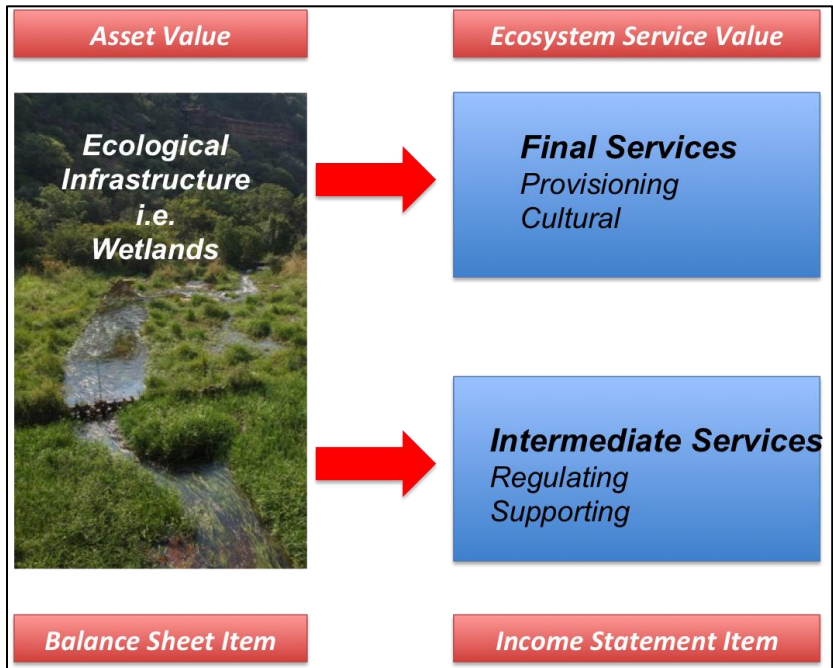 Asset Value
Ecosystem Service Value
Ecological
Infrastructure
i.e.
Wetlands
Final Services
Provisioning
Cultural
Intermediate Services
Regulating
Supporting
Balance Sheet Item
Income Statement Item